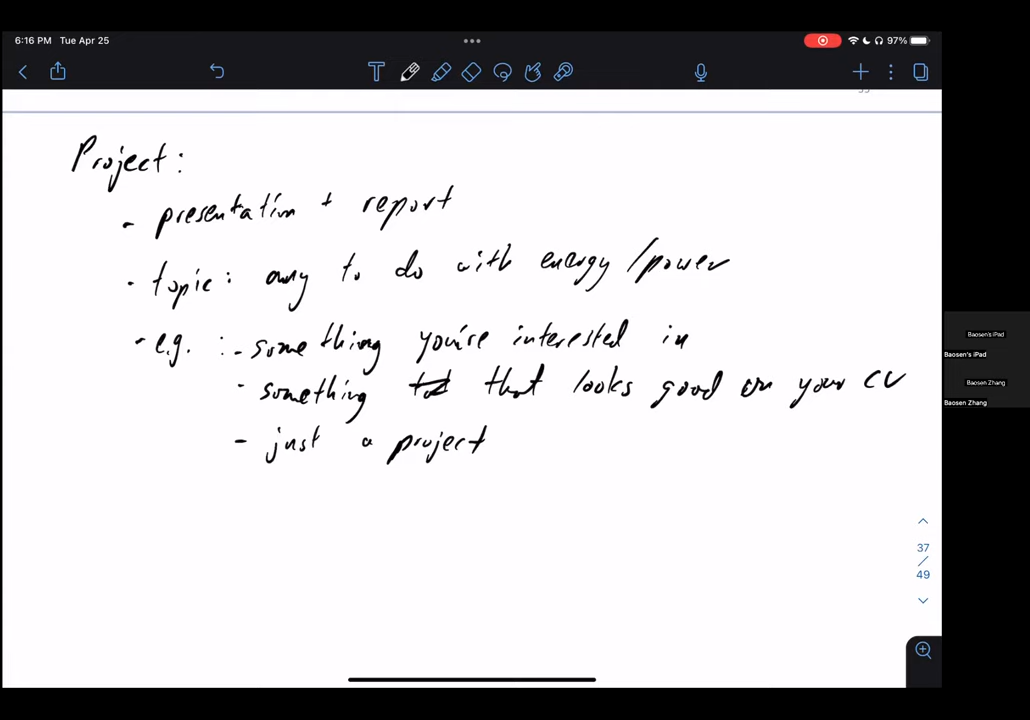 6:16 PM Tue Apr 25
97%
Project:
- presentation + report
- topic: any to do with energy/power
- e.g. : - something you're interested in
- something that looks good on your CV
- just a project
Baosen's iPad
Baosen's iPad
Baosen Zhang
Baosen Zhang
37
/
49